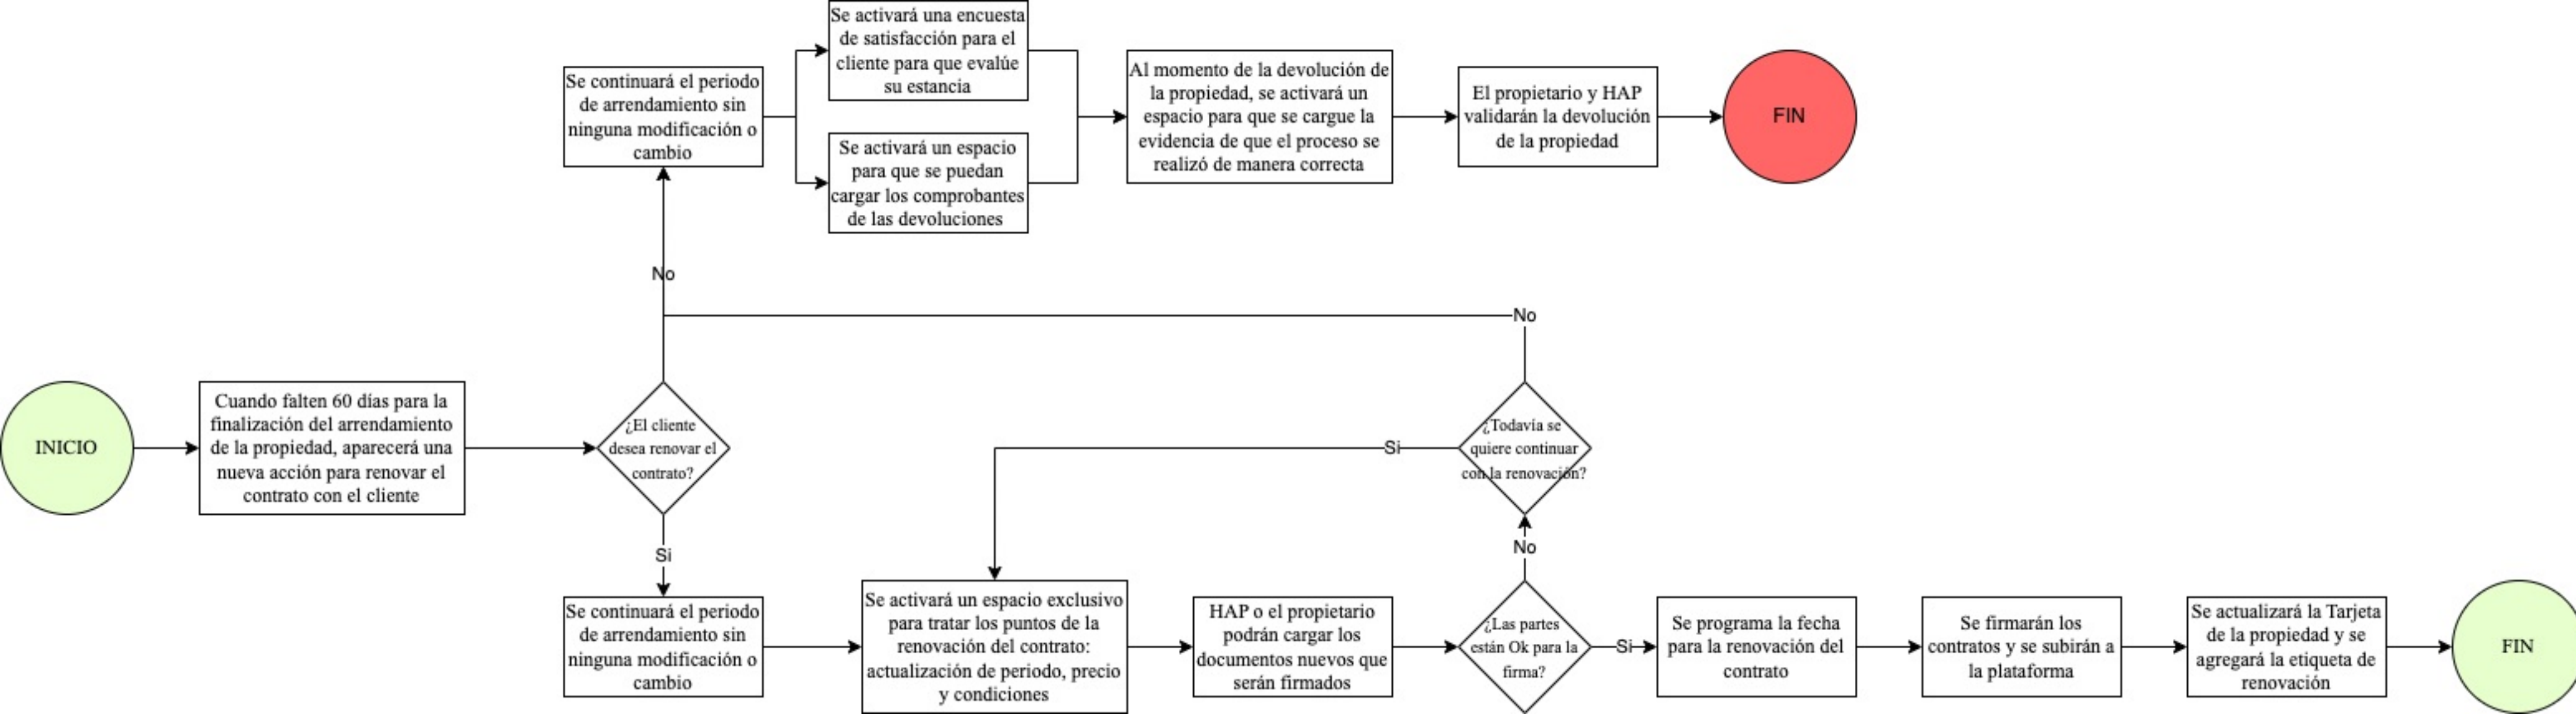 Se activará una encuesta
de satisfacción para el
cliente para que evalúe
su estancia
Se continuará el periodo
de arrendamiento sin
ninguna modificación o
cambio
Al momento de la devolución de
la propiedad, se activará un
espacio para que se cargue la
evidencia de que el proceso se
realizó de manera correcta
El propietario y HAP
validarán la devolución
de la propiedad
FIN
Se activará un espacio
para que se puedan
cargar los comprobantes
de las devoluciones
No
No
INICIO
Cuando falten 60 días para la
finalización del arrendamiento
de la propiedad, aparecerá una
nueva acción para renovar el
contrato con el cliente
¿El cliente
desea renovar el
contrato?
Si
¿Todavía se
quiere continuar
con la renovación?
Si
No
Se continuará el periodo
de arrendamiento sin
ninguna modificación o
cambio
Se activará un espacio exclusivo
para tratar los puntos de la
renovación del contrato:
actualización de periodo, precio
y condiciones
HAP o el propietario
podrán cargar los
documentos nuevos que
serán firmados
¿Las partes
están Ok para la
firma?
Si
Se programa la fecha
para la renovación del
contrato
Se firmarán los
contratos y se subirán a
la plataforma
Se actualizará la Tarjeta
de la propiedad y se
agregará la etiqueta de
renovación
FIN